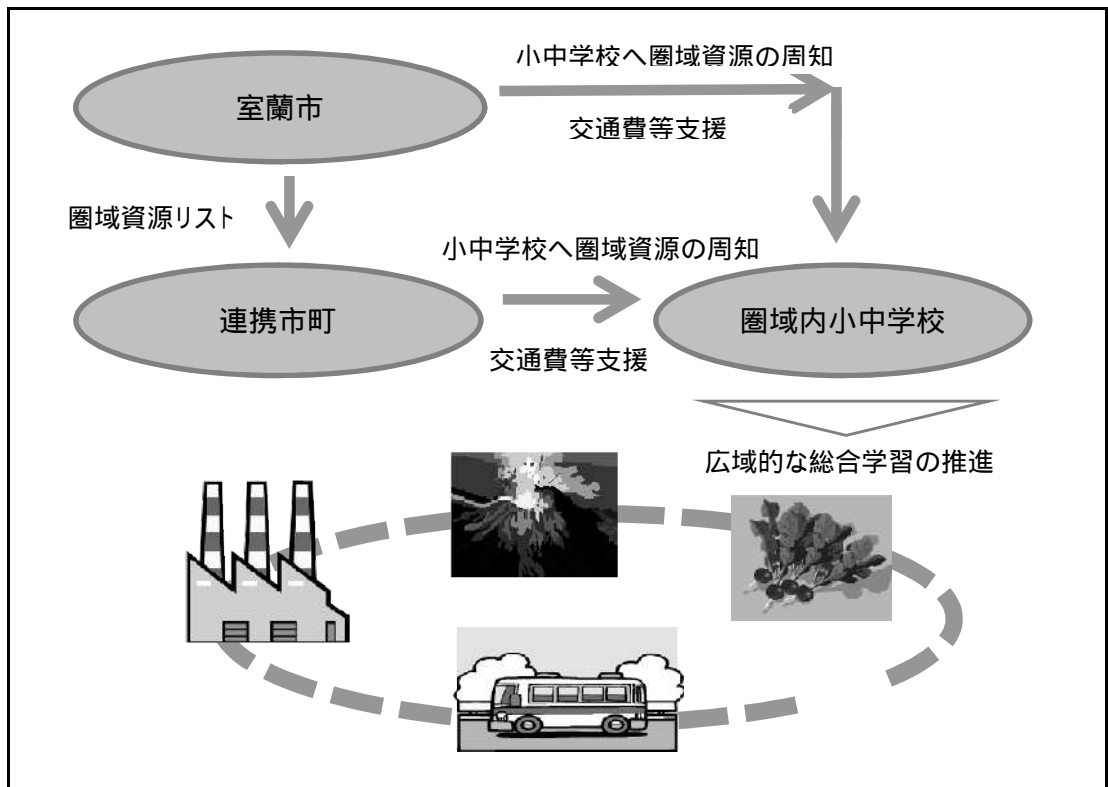 小中学校へ圏域資源の周知
室蘭市
交通費等支援
圏域資源リスト
小中学校へ圏域資源の周知
連携市町
圏域内小中学校
交通費等支援
広域的な総合学習の推進